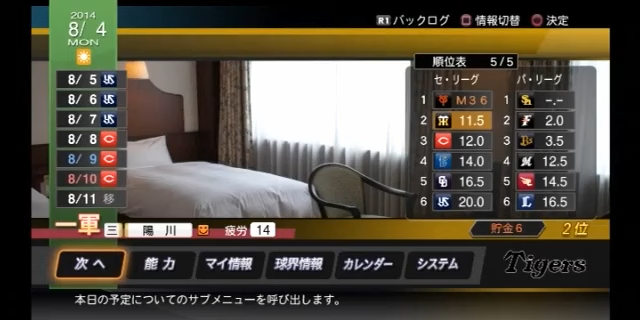 2014
8/ 4
MON
R1 バックログ 情報切替 決定
順位表 5/5
セ・リーグ パ・リーグ
1 M36 1 -.-
2 11.5 2 2.0
3 12.0 3 3.5
4 14.0 4 12.5
5 16.5 5 14.5
6 20.0 6 16.5
8/ 5
8/ 6
8/ 7
8/ 8
8/ 9
8/10
8/11 移
一軍 三 陽 川 疲労 14 貯金6 2位
次へ 能力 マイ情報 球界情報 カレンダー システム Tigers
本日の予定についてのサブメニューを呼び出します。